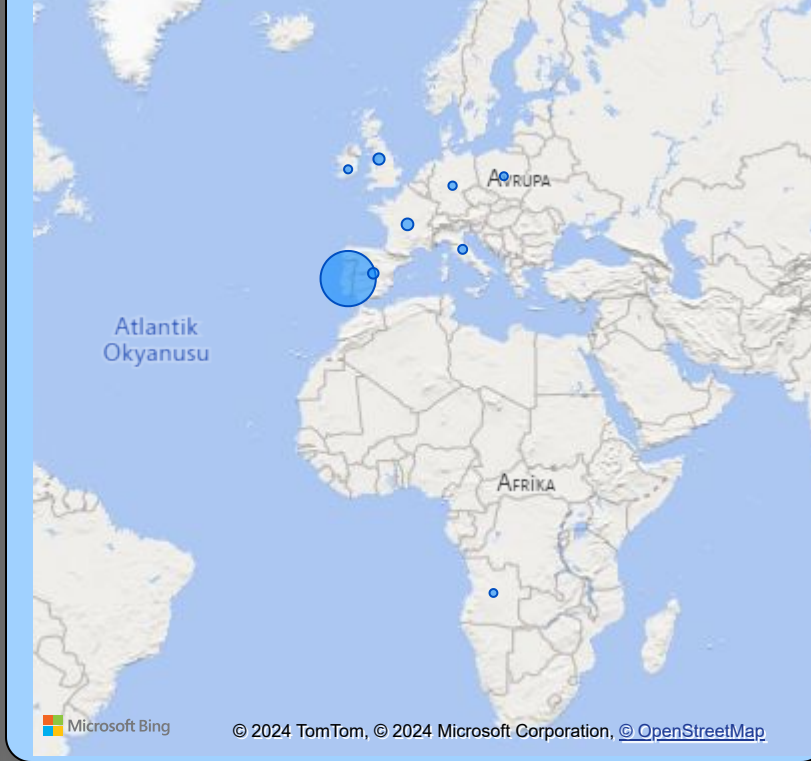 AVRUPA
Atlantik
Okyanusu
AFRİKA
Microsoft Bing
© 2024 TomTom, © 2024 Microsoft Corporation, © OpenStreetMap